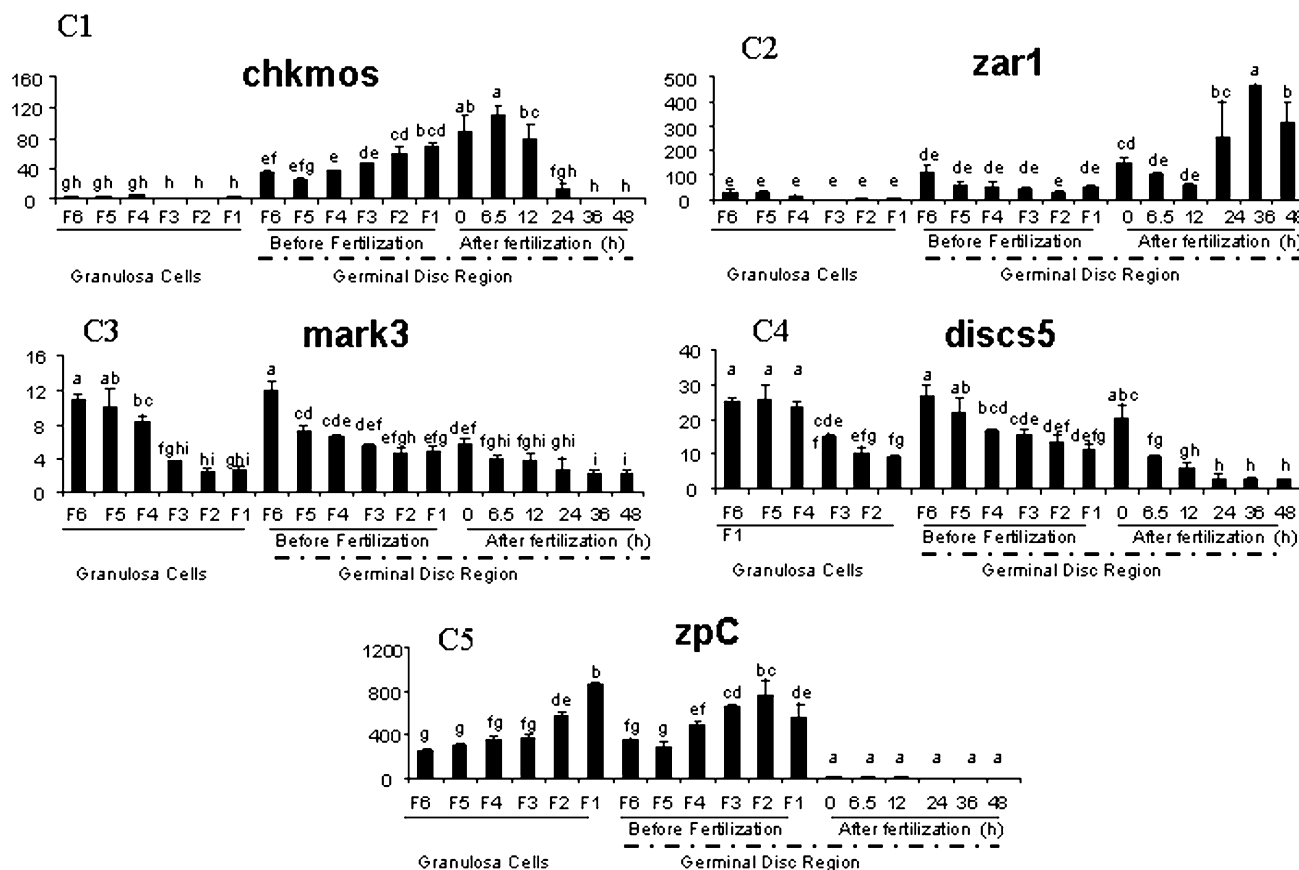 C1
chkmos
160
120
80
40
0
gh gh gh h h h ef efg e de cd bcd ab a bc fgh h h
F6 F5 F4 F3 F2 F1 F6 F5 F4 F3 F2 F1 0 6.5 12 24 36 48
Before Fertilization After fertilization (h)
Granulosa Cells Germinal Disc Region
C2
zar1
500
400
300
200
100
0
e e e e e e de de de de e de cd de de bc a b
F6 F5 F4 F3 F2 F1 F6 F5 F4 F3 F2 F1 0 6.5 12 24 36 48
Before Fertilization After fertilization (h)
Granulosa Cells Germinal Disc Region
C3
mark3
16
12
8
4
0
a ab bc fghi hi ghi a cd cde def efgh efg def fghi fghi ghi i i
F6 F5 F4 F3 F2 F1 F6 F5 F4 F3 F2 F1 0 6.5 12 24 36 48
Before Fertilization After fertilization (h)
Granulosa Cells Germinal Disc Region
C4
discs5
40
30
20
10
0
a a a cde f efg fg a ab bcd cde def defg abc fg gh h h h
F6 F5 F4 F3 F2 F6 F5 F4 F3 F2 F1 0 6.5 12 24 36 48
F1 Before Fertilization After fertilization (h)
Granulosa Cells Germinal Disc Region
C5
zpC
1200
800
400
0
g g fg fg de b fg g ef cd bc de a a a a a a
F6 F5 F4 F3 F2 F1 F6 F5 F4 F3 F2 F1 0 6.5 12 24 36 48
Before Fertilization After fertilization (h)
Granulosa Cells Germinal Disc Region